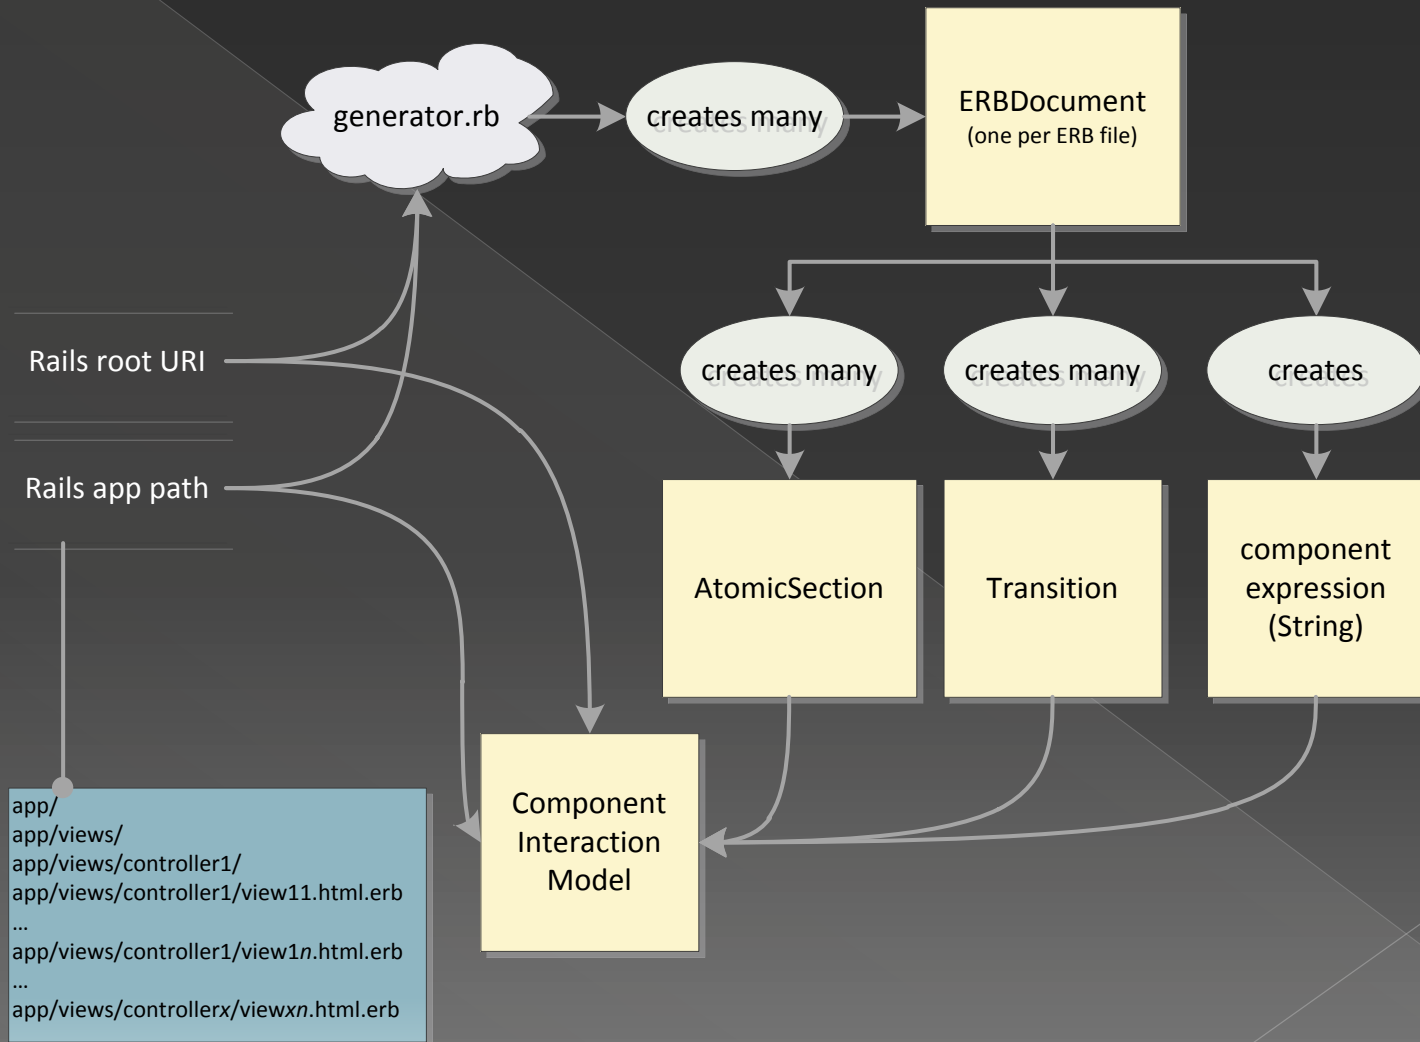 generator.rb
creates many
ERBDocument
(one per ERB file)
Rails root URI
creates many
creates many
creates
Rails app path
AtomicSection
Transition
component
expression
(String)
Component
Interaction
Model
app/
app/views/
app/views/controller1/
app/views/controller1/view11.html.erb
...
app/views/controller1/view1n.html.erb
...
app/views/controllerx/viewxn.html.erb